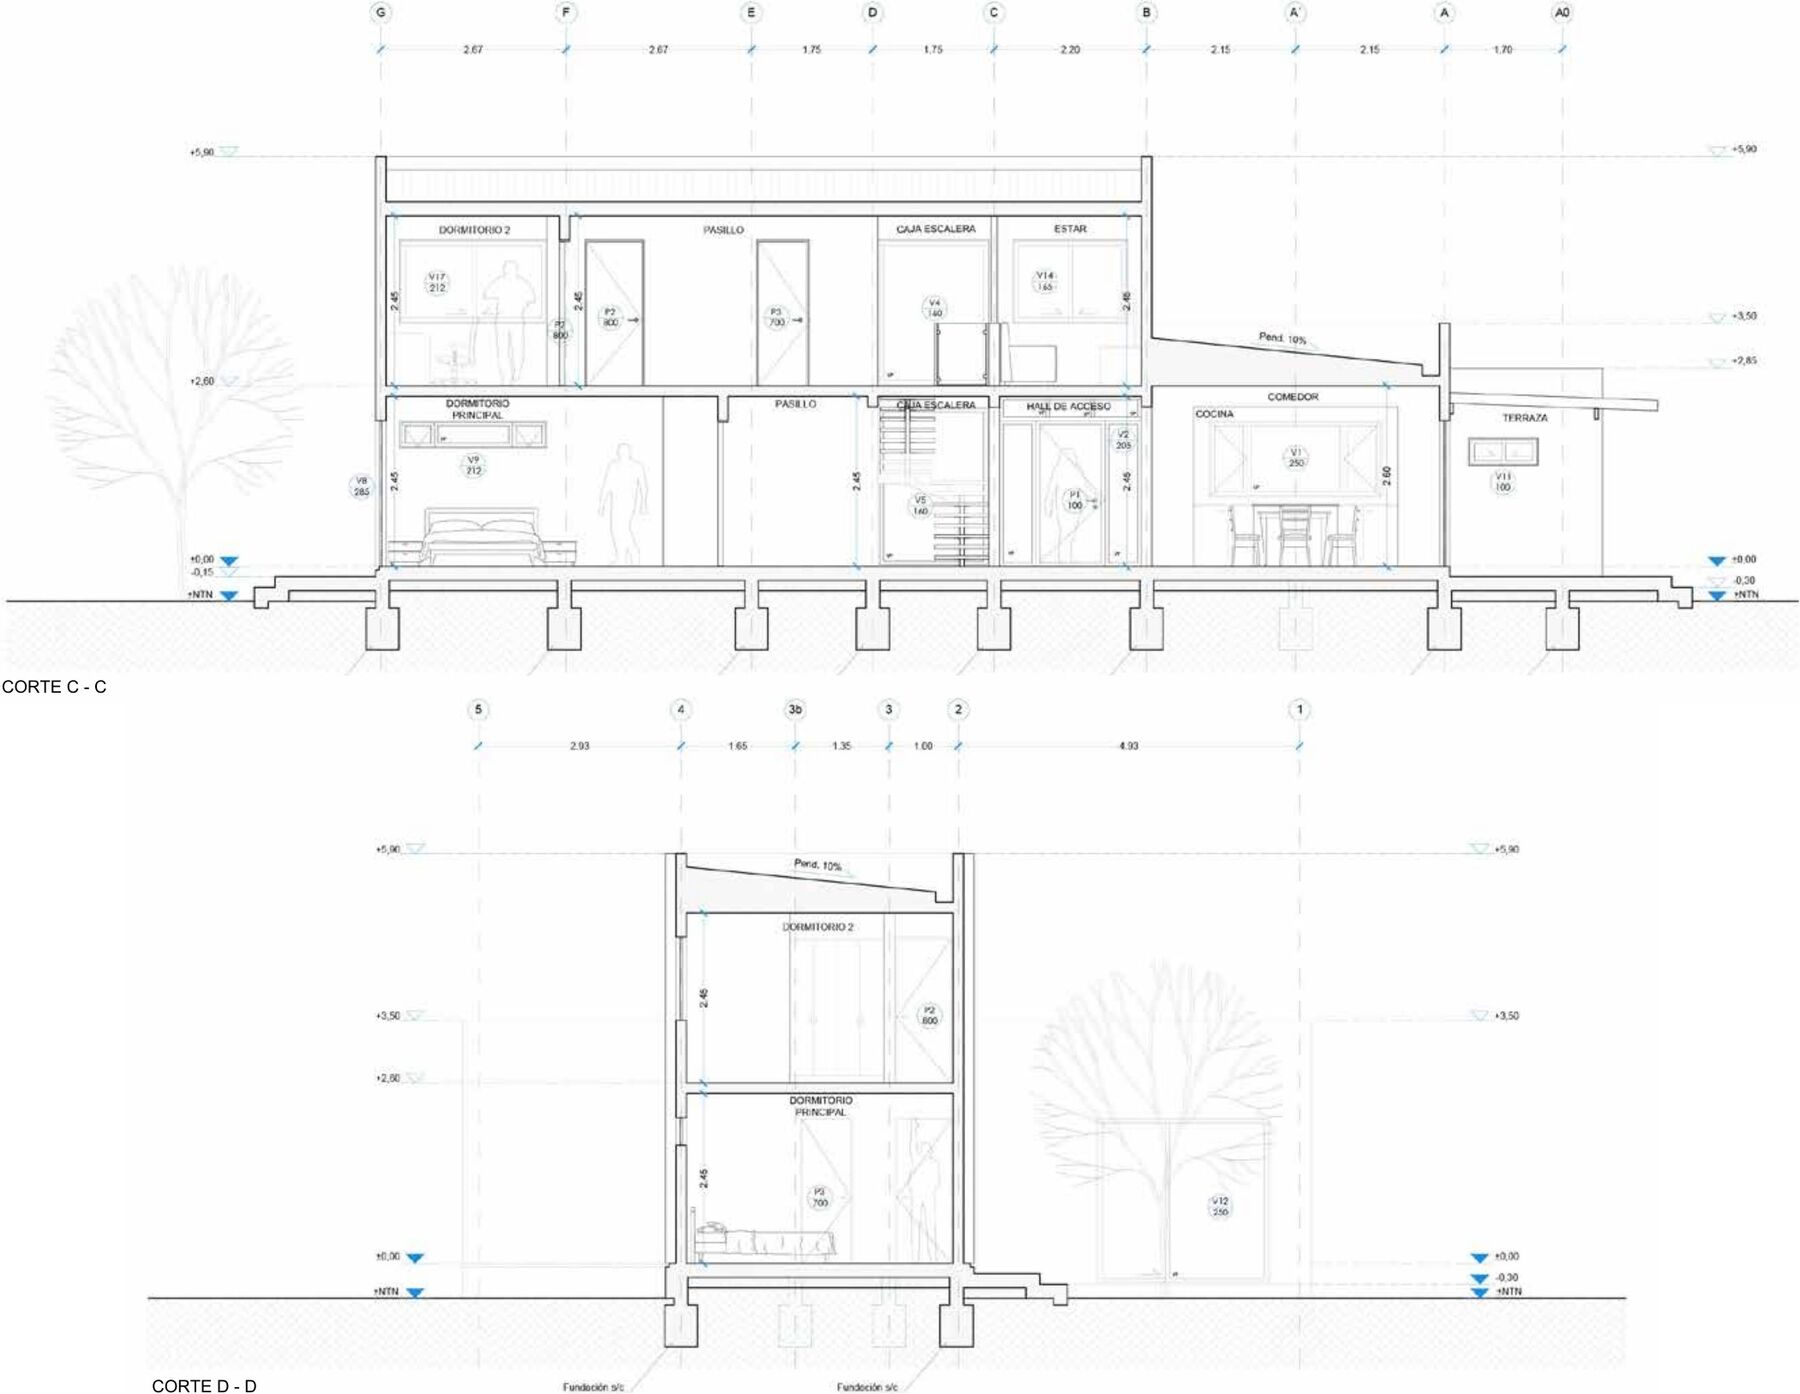 G F E D C B A' A A0
2.67 2.67 1.75 1.75 2.20 2.15 2.15 1.70
+5,90 +5,90
DORMITORIO 2 PASILLO CAJA ESCALERA ESTAR
V17 212
V14 165
2.45 2.45 2.45
V4 160
P2 800
P3 700
800
+3,50
Pend. 10%
+2,85
+2,60
DORMITORIO PRINCIPAL
PASILLO
CAJA ESCALERA
HALL DE ACCESO
COMEDOR
COCINA
TERRAZA
V9 212
V2 205
V1 250
V8 285
2.45 2.45 2.45 2.60
V5 160
P1 100
V11 100
±0,00 ±0,00
-0,15 -0,30
±NTN ±NTN
CORTE C - C
5 4 3b 3 2 1
2.93 1.65 1.35 1.00 4.93
+5,90 +5,90
Pend. 10%
DORMITORIO 2
2.45
P2 800
+3,50 +3,50
+2,60
DORMITORIO
PRINCIPAL
2.45
P3 700
V12 250
±0,00 ±0,00
-0,30
±NTN ±NTN
Fundación s/c Fundación s/c
CORTE D - D